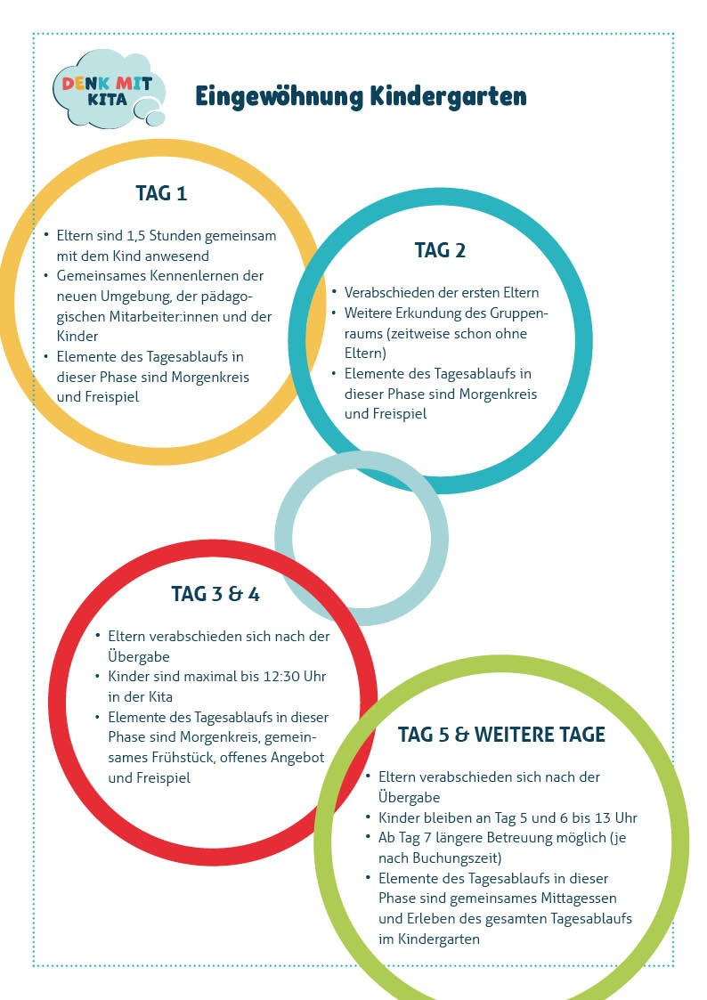 DENK MIT
KITA
Eingewöhnung Kindergarten
TAG 1
• Eltern sind 1,5 Stunden gemeinsam
mit dem Kind anwesend
• Gemeinsames Kennenlernen der
neuen Umgebung, der pädago-
gischen Mitarbeiter:innen und der
Kinder
• Elemente des Tagesablaufs in
dieser Phase sind Morgenkreis
und Freispiel
TAG 2
• Verabschieden der ersten Eltern
• Weitere Erkundung des Gruppen-
raums (zeitweise schon ohne
Eltern)
• Elemente des Tagesablaufs in
dieser Phase sind Morgenkreis
und Freispiel
TAG 3 & 4
• Eltern verabschieden sich nach der
Übergabe
• Kinder sind maximal bis 12:30 Uhr
in der Kita
• Elemente des Tagesablaufs in dieser
Phase sind Morgenkreis, gemein-
sames Frühstück, offenes Angebot
und Freispiel
TAG 5 & WEITERE TAGE
• Eltern verabschieden sich nach der
Übergabe
• Kinder bleiben an Tag 5 und 6 bis 13 Uhr
• Ab Tag 7 längere Betreuung möglich (je
nach Buchungszeit)
• Elemente des Tagesablaufs in dieser
Phase sind gemeinsames Mittagessen
und Erleben des gesamten Tagesablaufs
im Kindergarten